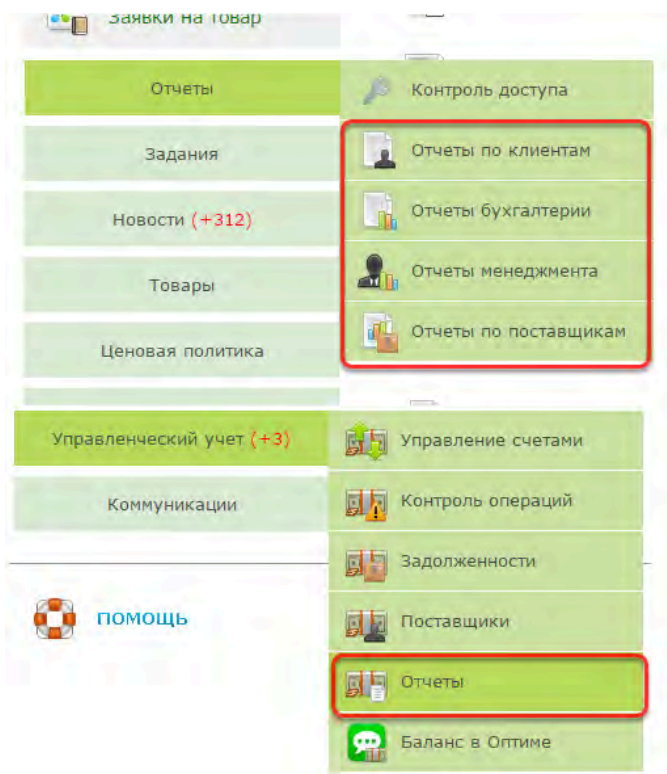 Заявки на товар
Отчеты
Контроль доступа
Задания
Отчеты по клиентам
Новости (+312)
Отчеты бухгалтерии
Товары
Отчеты менеджмента
Ценовая политика
Отчеты по поставщикам
Управленческий учет (+3)
Управление счетами
Коммуникации
Контроль операций
Задолженности
ПОМОЩЬ
Поставщики
Отчеты
Баланс в Оптиме